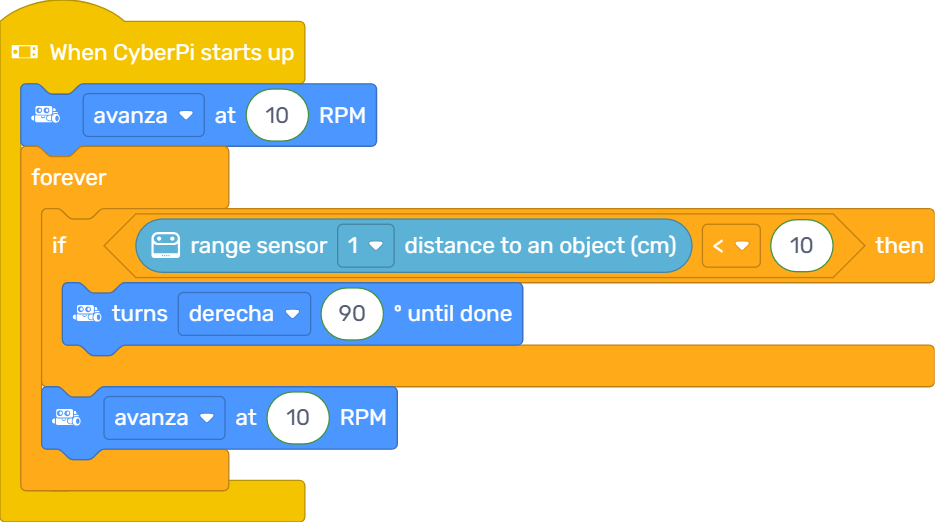 When CyberPi starts up
avanza at 10 RPM
forever
if range sensor 1 distance to an object (cm) < 10 then
turns derecha 90 ° until done
avanza at 10 RPM